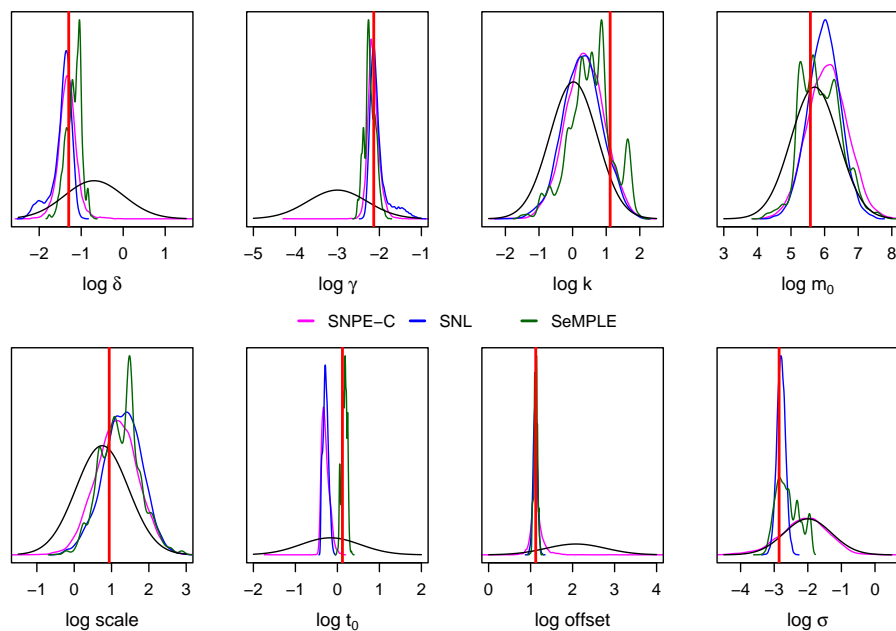 −2 −1 0 1
−5 −4 −3 −2 −1
−2 −1 0 1 2
3 4 5 6 7 8
log δ
log γ
log k
log m₀
SNPE−C SNL SeMPLE
−1 0 1 2 3
−2 −1 0 1 2
0 1 2 3 4
−4 −3 −2 −1 0
log scale
log t₀
log offset
log σ